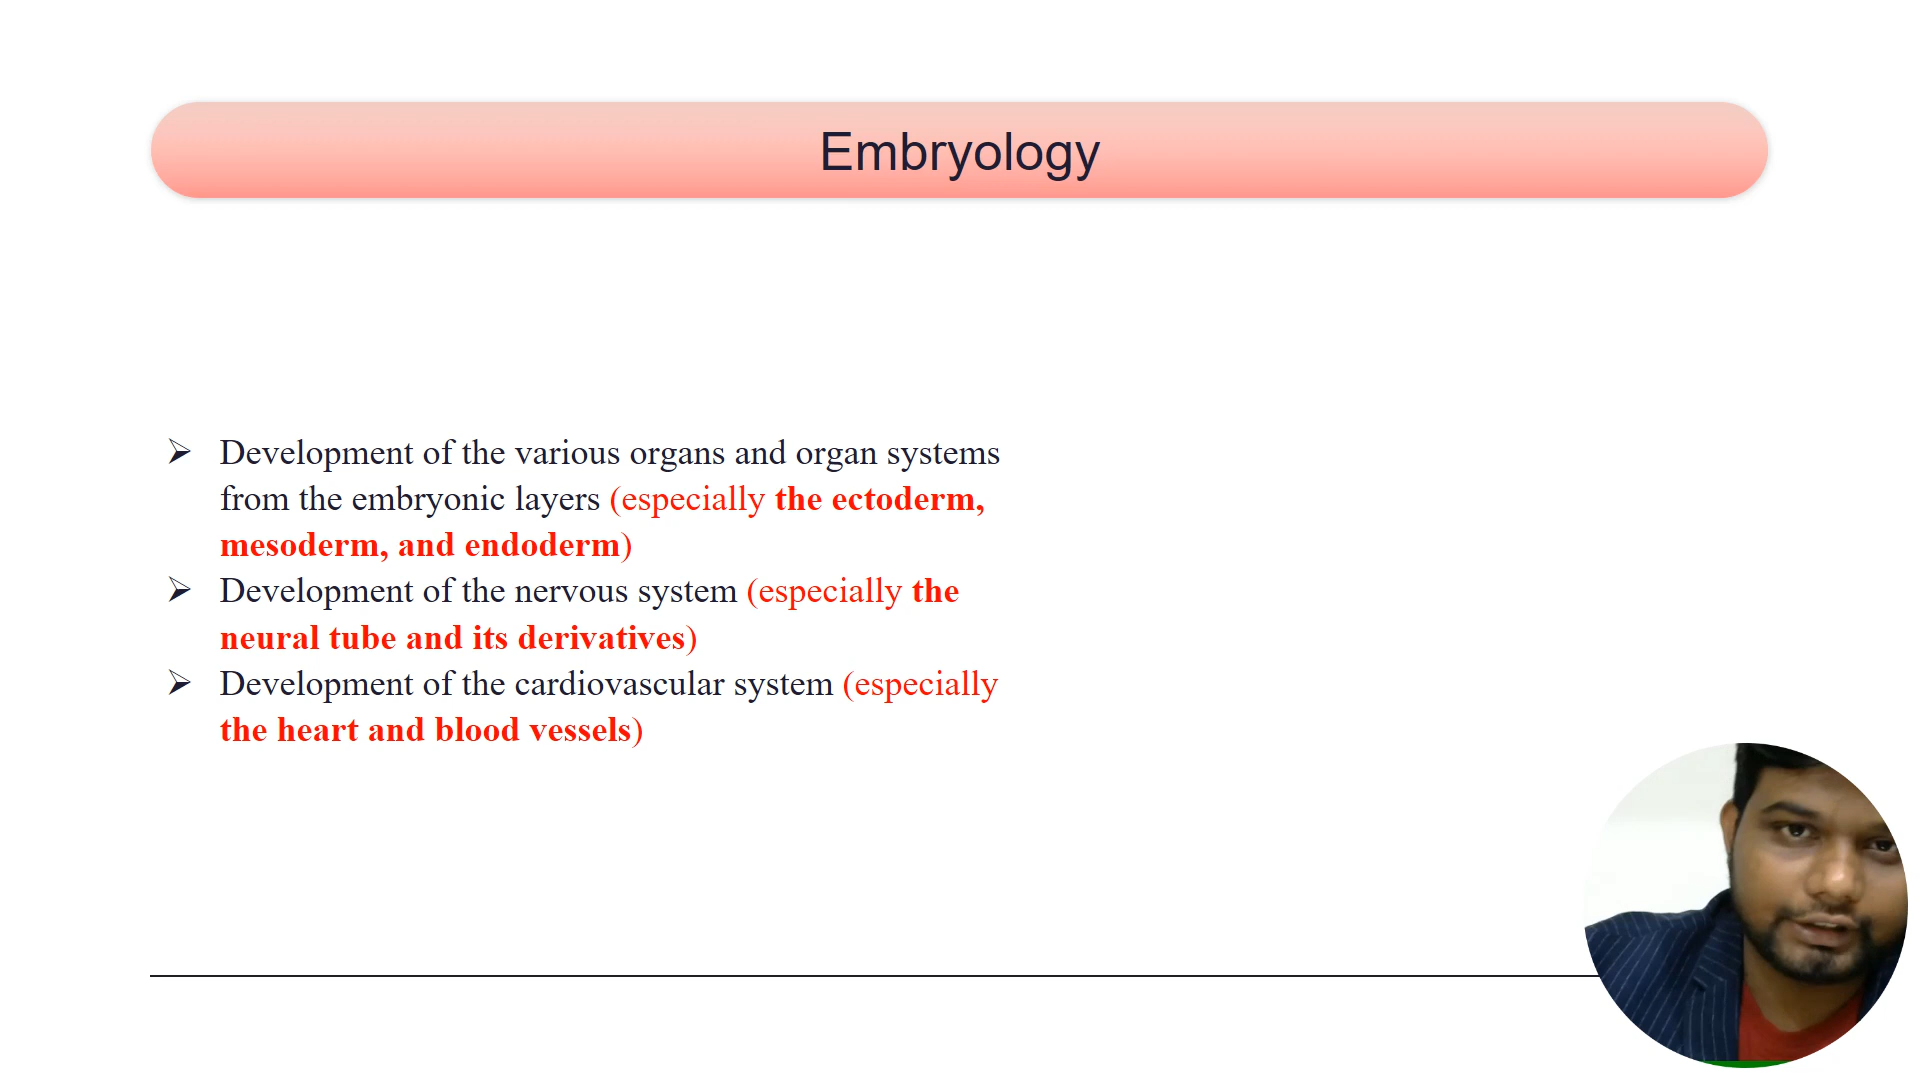 Embryology
➢ Development of the various organs and organ systems
from the embryonic layers (especially the ectoderm,
mesoderm, and endoderm)
➢ Development of the nervous system (especially the
neural tube and its derivatives)
➢ Development of the cardiovascular system (especially
the heart and blood vessels)